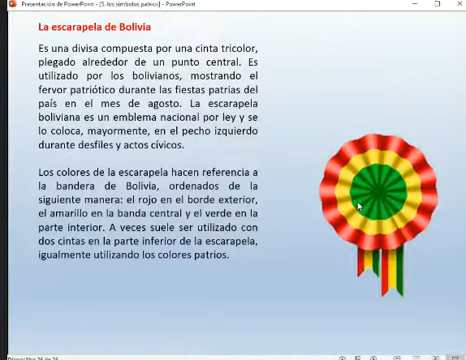 Presentación de PowerPoint - [5. los simbolos patrios] - PowerPoint
La escarapela de Bolivia
Es una divisa compuesta por una cinta tricolor,
plegado alrededor de un punto central. Es
utilizado por los bolivianos, mostrando el
fervor patriótico durante las fiestas patrias del
país en el mes de agosto. La escarapela
boliviana es un emblema nacional por ley y se
lo coloca, mayormente, en el pecho izquierdo
durante desfiles y actos cívicos.
Los colores de la escarapela hacen referencia a
la bandera de Bolivia, ordenados de la
siguiente manera: el rojo en el borde exterior,
el amarillo en la banda central y el verde en la
parte interior. A veces suele ser utilizado con
dos cintas en la parte inferior de la escarapela,
igualmente utilizando los colores patrios.